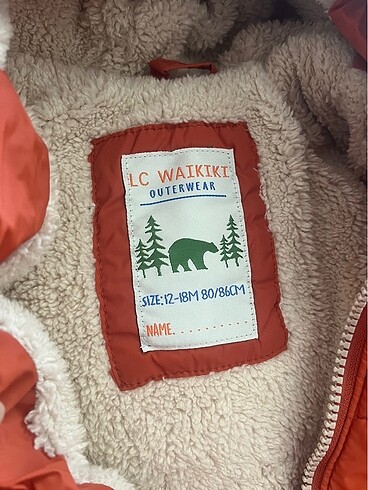 LC WAIKIKI
OUTERWEAR
SIZE: 12-18M 80/86CM
NAME..........